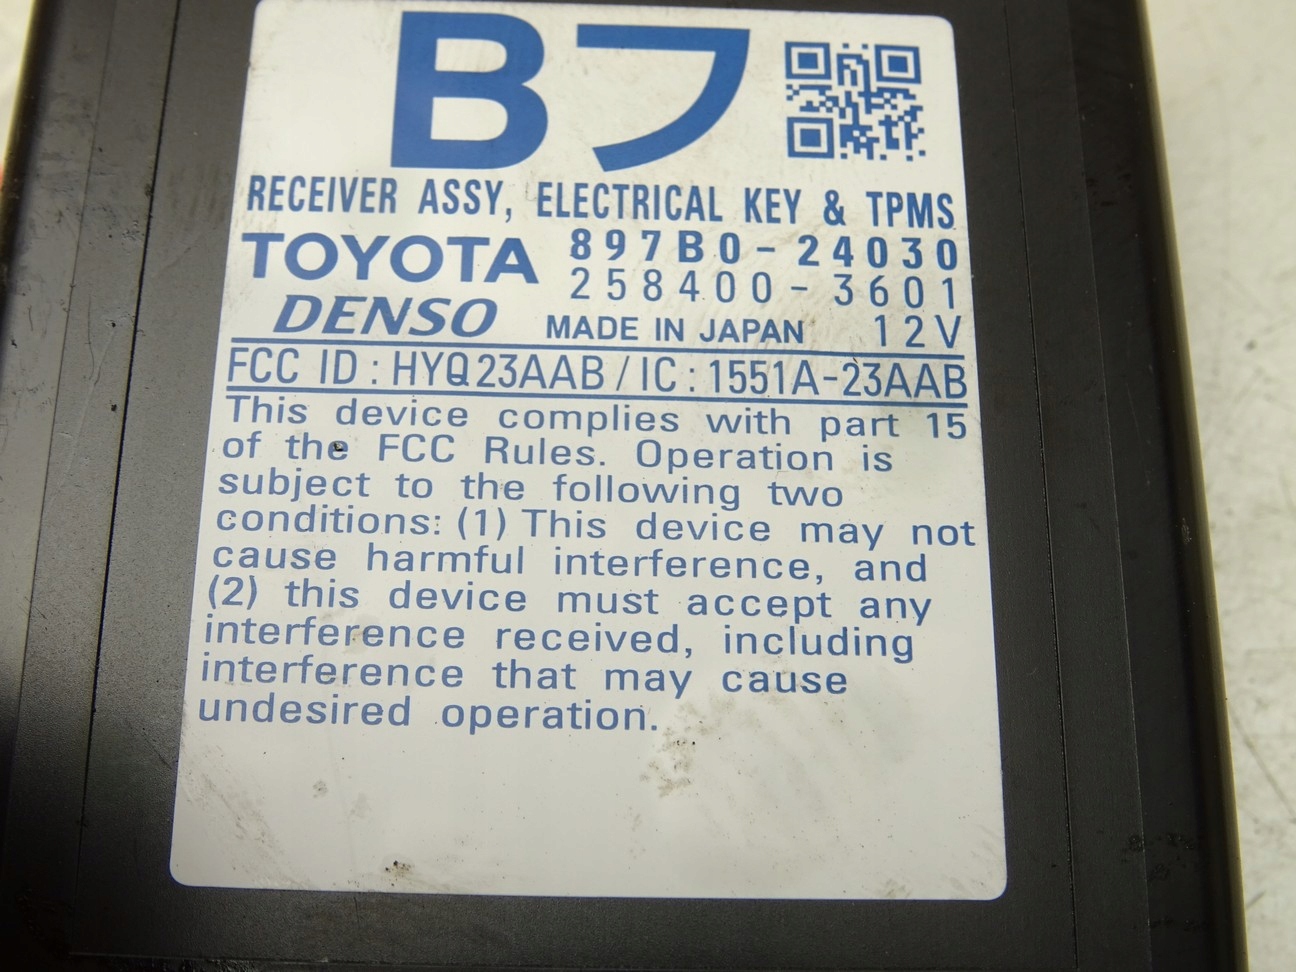 Bフ
RECEIVER ASSY, ELECTRICAL KEY & TPMS
TOYOTA 897B0-24030
258400-3601
DENSO MADE IN JAPAN 12V
FCC ID : HYQ23AAB / IC : 1551A-23AAB
This device complies with part 15
of the FCC Rules. Operation is
subject to the following two
conditions: (1) This device may not
cause harmful interference, and
(2) this device must accept any
interference received, including
interference that may cause
undesired operation.